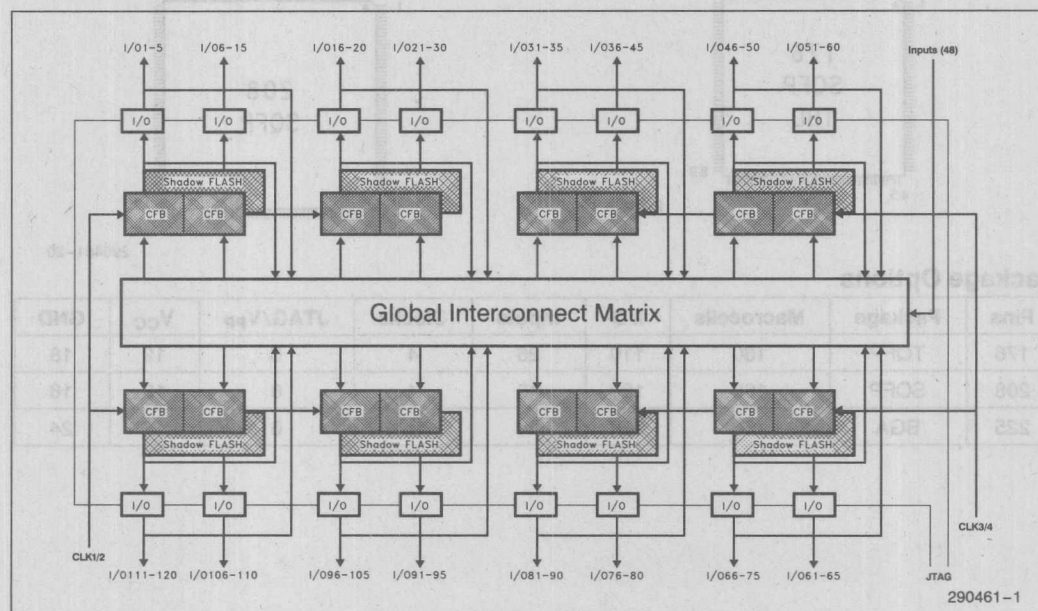 I/O1-5 I/O6-15 I/O16-20 I/O21-30 I/O31-35 I/O36-45 I/O46-50 I/O51-60 Inputs (48)
I/O I/O I/O I/O I/O I/O I/O I/O
Shadow FLASH Shadow FLASH Shadow FLASH Shadow FLASH
CFB CFB CFB CFB CFB CFB CFB CFB
Global Interconnect Matrix
CFB CFB CFB CFB CFB CFB CFB CFB
Shadow FLASH Shadow FLASH Shadow FLASH Shadow FLASH
I/O I/O I/O I/O I/O I/O I/O I/O
CLK1/2 CLK3/4
I/O111-120 I/O106-110 I/O96-105 I/O91-95 I/O81-90 I/O76-80 I/O66-75 I/O61-65 JTAG
290461-1